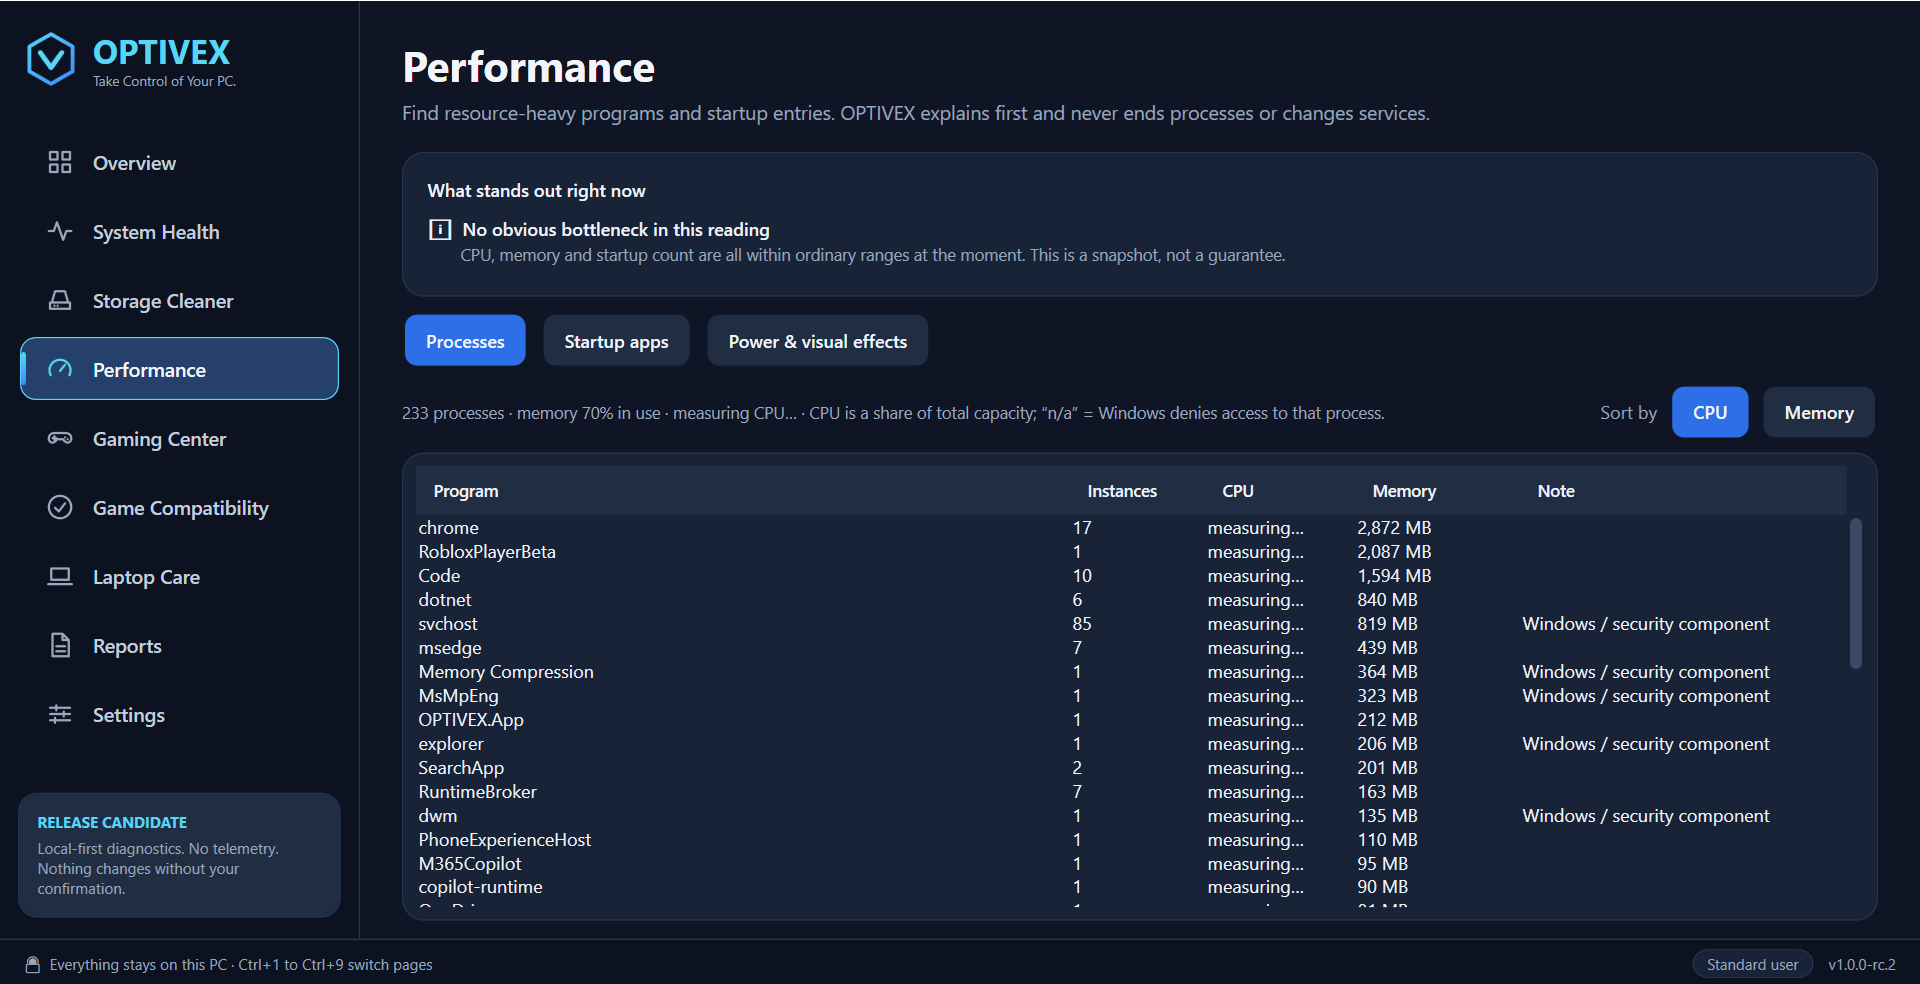 OPTIVEX
Take Control of Your PC.
Overview
System Health
Storage Cleaner
Performance
Gaming Center
Game Compatibility
Laptop Care
Reports
Settings
RELEASE CANDIDATE
Local-first diagnostics. No telemetry.
Nothing changes without your
confirmation.
Performance
Find resource-heavy programs and startup entries. OPTIVEX explains first and never ends processes or changes services.
What stands out right now
No obvious bottleneck in this reading
CPU, memory and startup count are all within ordinary ranges at the moment. This is a snapshot, not a guarantee.
Processes Startup apps Power & visual effects
233 processes · memory 70% in use · measuring CPU... · CPU is a share of total capacity; “n/a” = Windows denies access to that process. Sort by CPU Memory
Program Instances CPU Memory Note
chrome 17 measuring... 2,872 MB
RobloxPlayerBeta 1 measuring... 2,087 MB
Code 10 measuring... 1,594 MB
dotnet 6 measuring... 840 MB
svchost 85 measuring... 819 MB Windows / security component
msedge 7 measuring... 439 MB
Memory Compression 1 measuring... 364 MB Windows / security component
MsMpEng 1 measuring... 323 MB Windows / security component
OPTIVEX.App 1 measuring... 212 MB
explorer 1 measuring... 206 MB Windows / security component
SearchApp 2 measuring... 201 MB
RuntimeBroker 7 measuring... 163 MB
dwm 1 measuring... 135 MB Windows / security component
PhoneExperienceHost 1 measuring... 110 MB
M365Copilot 1 measuring... 95 MB
copilot-runtime 1 measuring... 90 MB
Everything stays on this PC · Ctrl+1 to Ctrl+9 switch pages
Standard user v1.0.0-rc.2